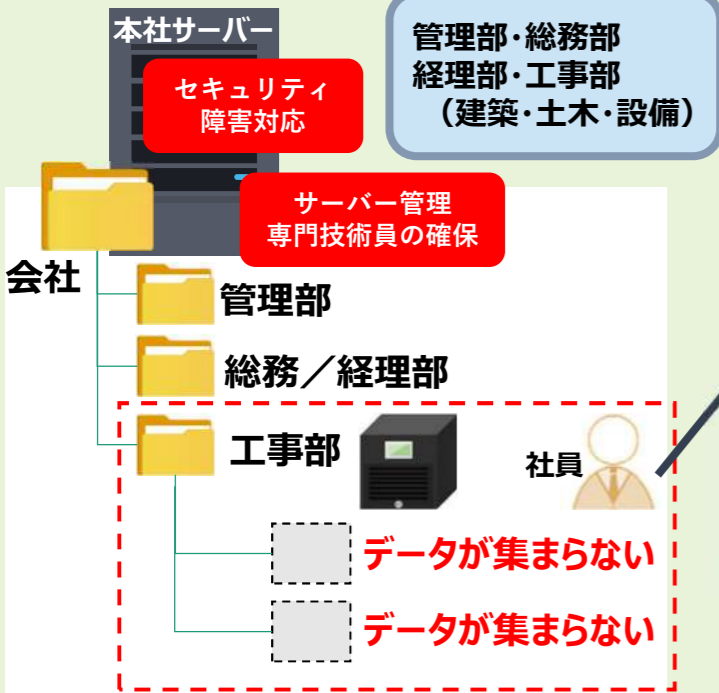 本社サーバー
セキュリティ
障害対応
管理部・総務部
経理部・工事部
（建築・土木・設備）
サーバー管理
専門技術員の確保
会社
管理部
総務／経理部
工事部
社員
データが集まらない
データが集まらない